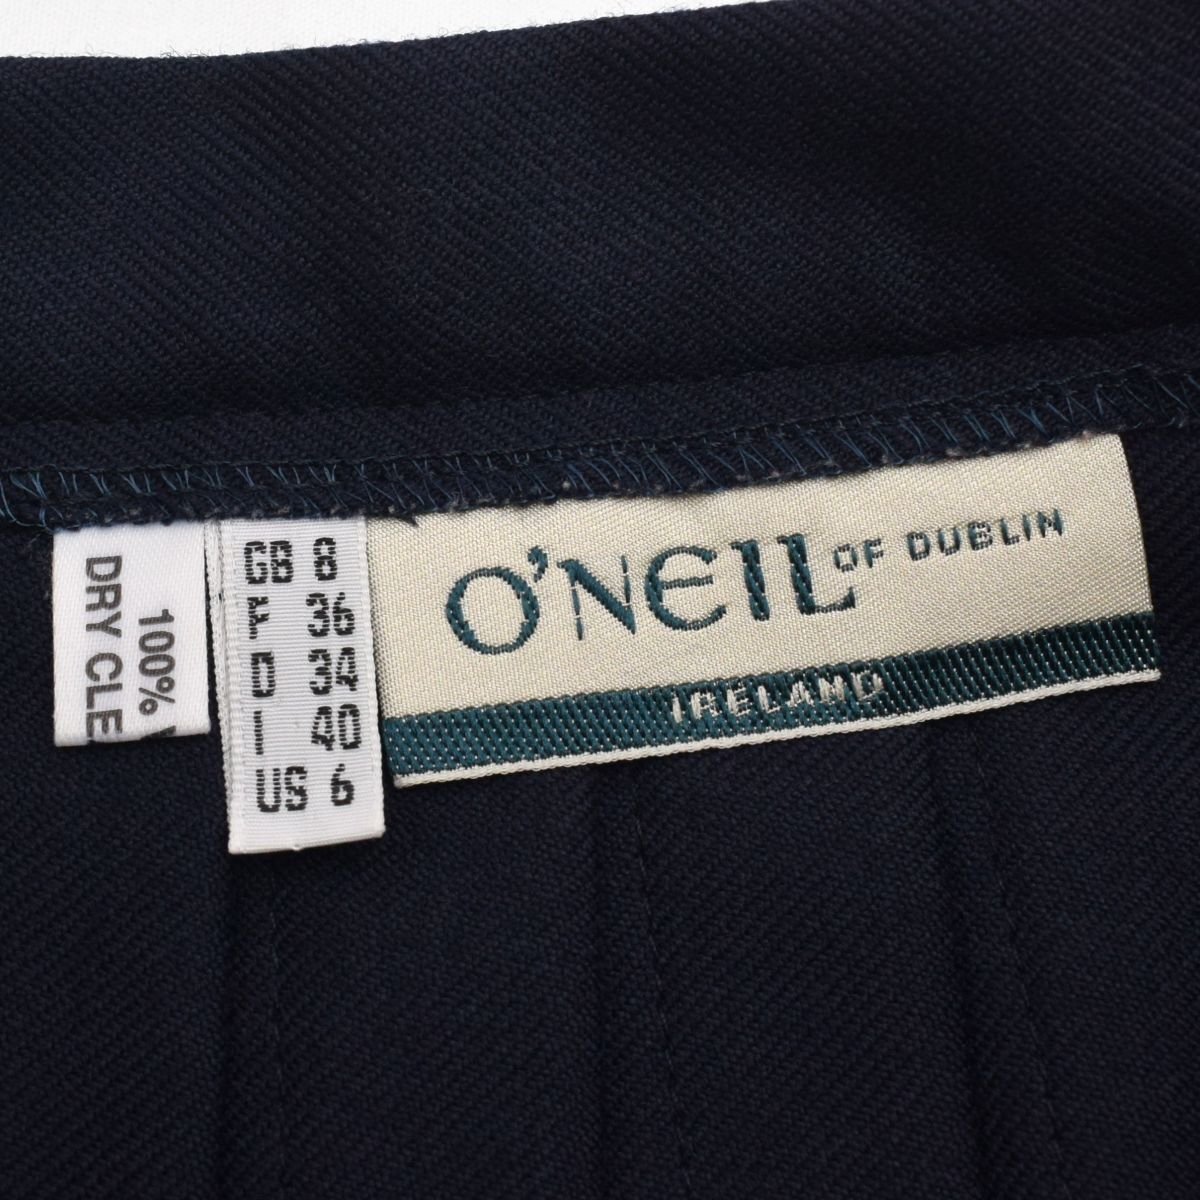 100%
DRY CLE
GB 8
F 36
D 34
I 40
US 6
O'NEIL OF DUBLIN
IRELAND